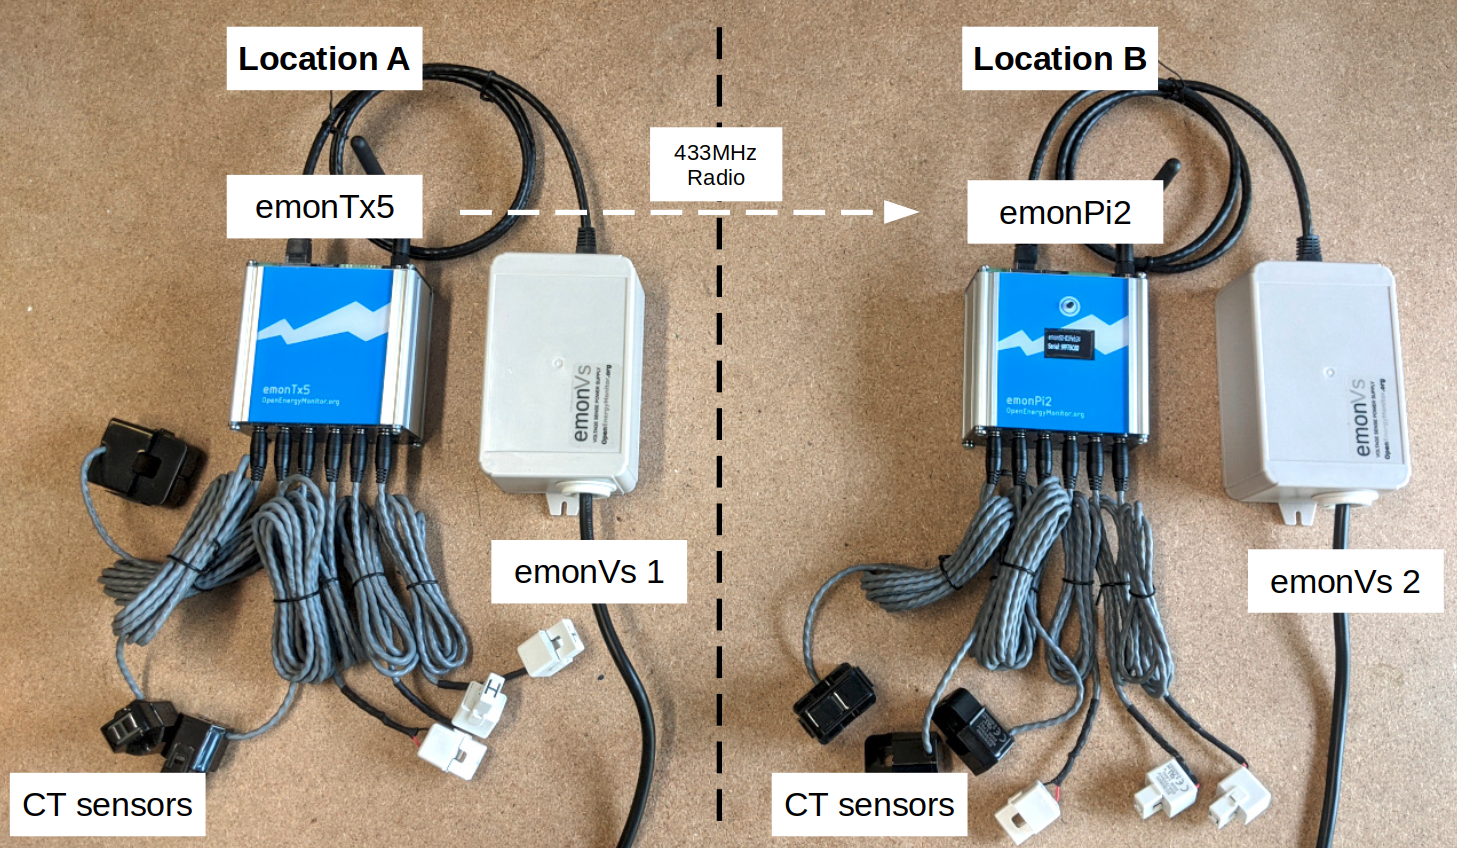 Location A
Location B
433MHz
Radio
emonTx5
emonPi2
emonTx5
OpenEnergyMonitor.org
emonVs
VOLTAGE SENSE POWER SUPPLY
OpenEnergyMonitor.org
emonPi2
OpenEnergyMonitor.org
emonVs
VOLTAGE SENSE POWER SUPPLY
OpenEnergyMonitor.org
emonVs 1
emonVs 2
CT sensors
CT sensors